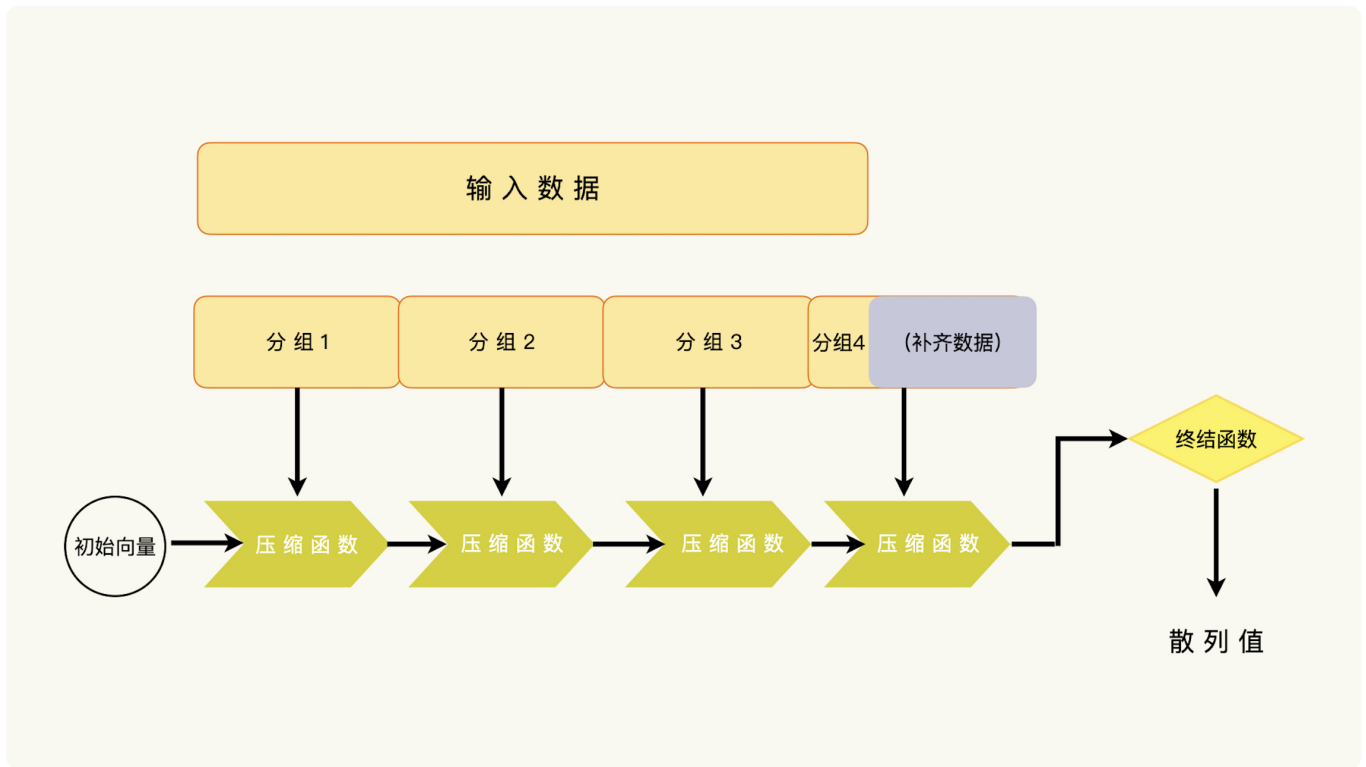 输入数据
分组1
分组2
分组3
分组4
(补齐数据)
终结函数
初始向量
压缩函数
压缩函数
压缩函数
压缩函数
散列值